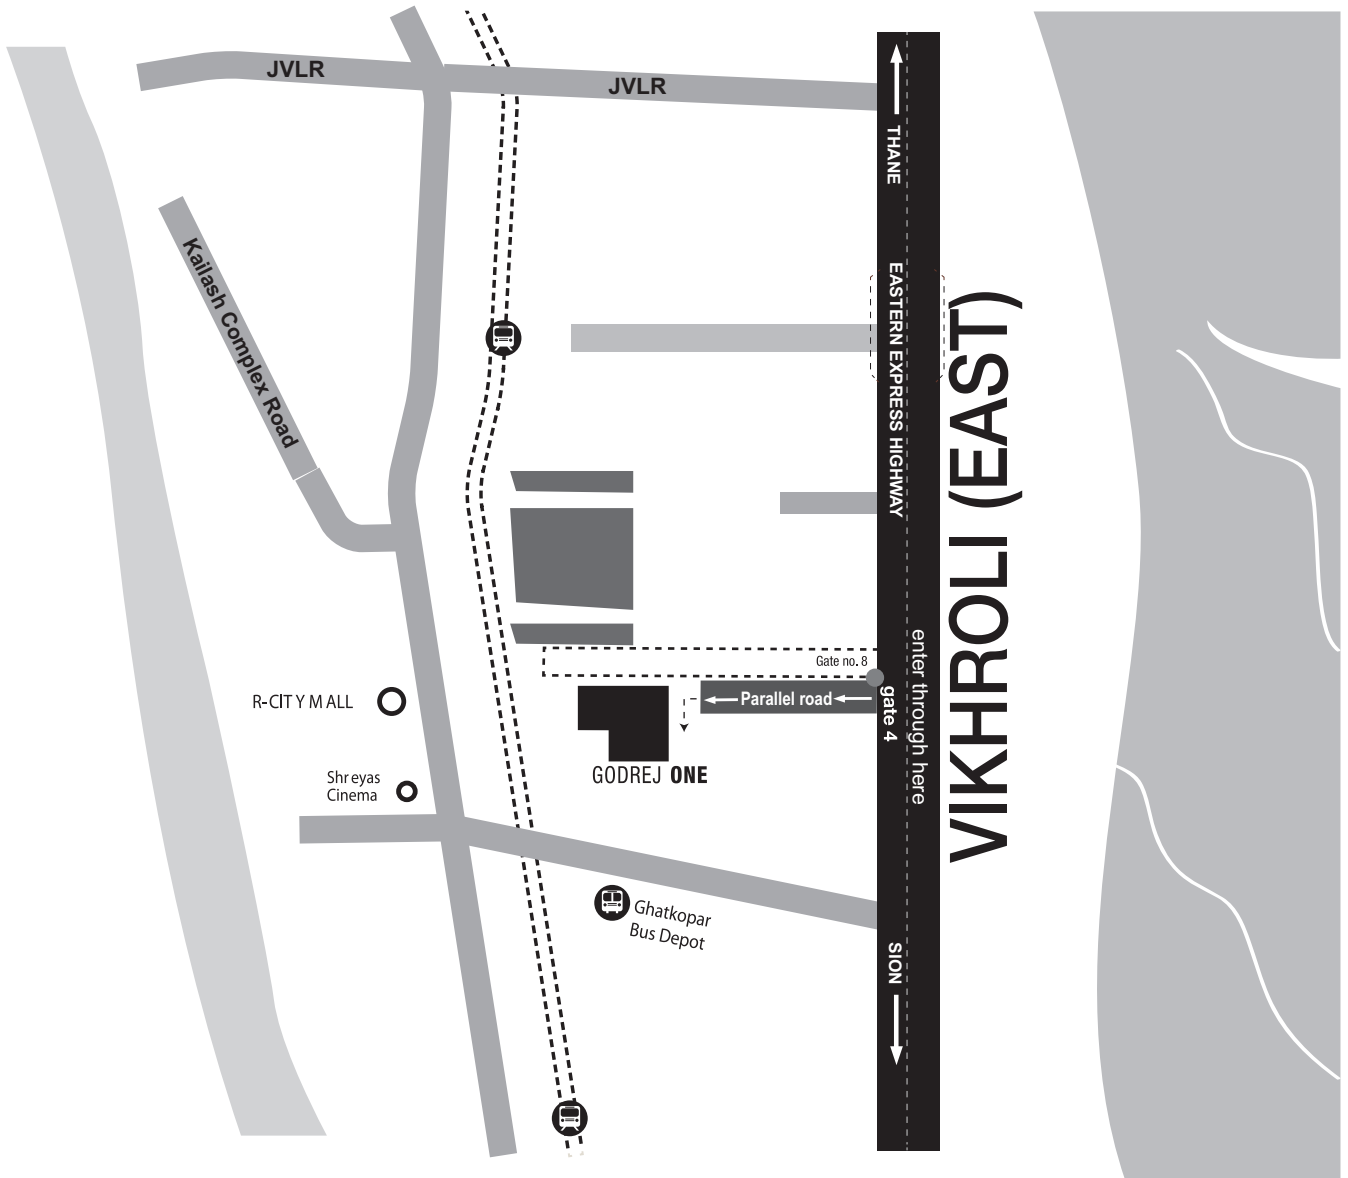 JVLR
JVLR
THANE
Kailash Complex Road
EASTERN EXPRESS HIGHWAY
VIKHROLI (EAST)
enter through here
Gate no. 8
gate 4
Parallel road
R-CITY MALL
GODREJ ONE
Shreyas
Cinema
Ghatkopar
Bus Depot
SION